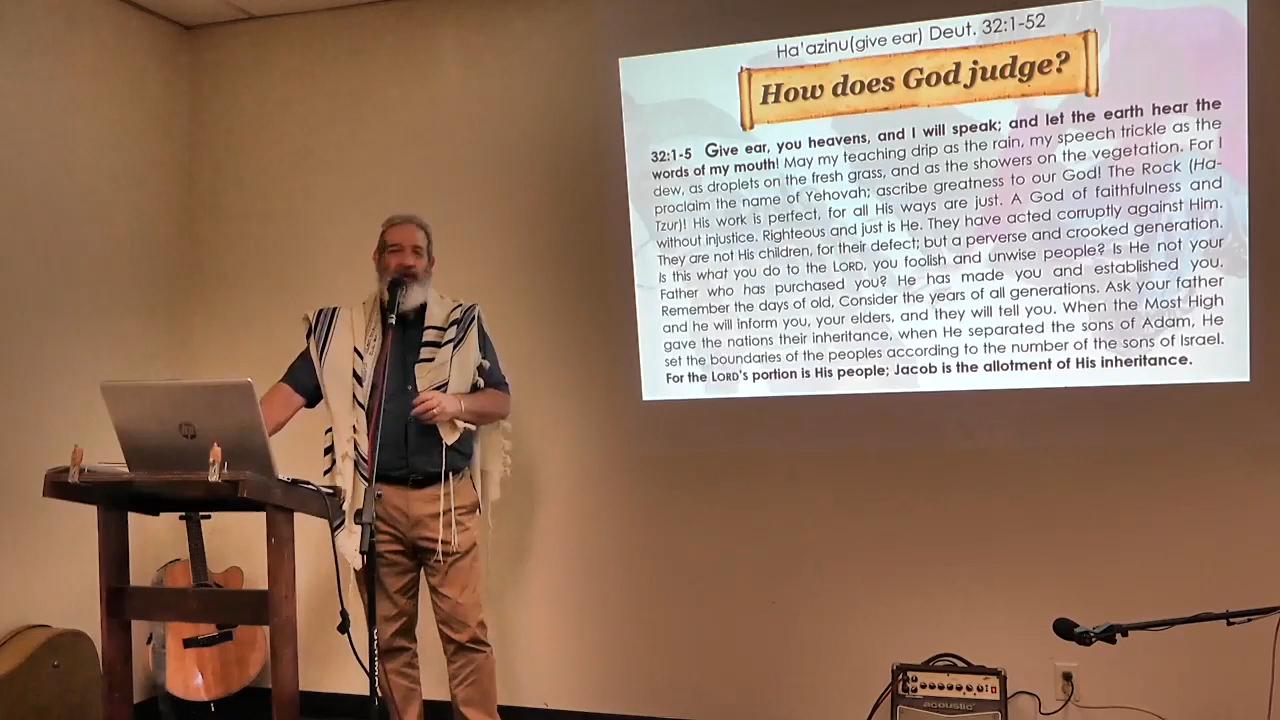 Ha'azinu(give ear) Deut. 32:1-52
How does God judge?
32:1-5 Give ear, you heavens, and I will speak; and let the earth hear the
words of my mouth! May my teaching drip as the rain, my speech trickle as the
dew, as droplets on the fresh grass, and as the showers on the vegetation. For I
proclaim the name of Yehovah; ascribe greatness to our God! The Rock (Ha-
Tzur)! His work is perfect, for all His ways are just. A God of faithfulness and
without injustice. Righteous and just is He. They have acted corruptly against Him.
They are not His children, for their defect; but a perverse and crooked generation.
Is this what you do to the LORD, you foolish and unwise people? Is He not your
Father who has purchased you? He has made you and established you.
Remember the days of old, Consider the years of all generations. Ask your father
and he will inform you, your elders, and they will tell you. When the Most High
gave the nations their inheritance, when He separated the sons of Adam, He
set the boundaries of the peoples according to the number of the sons of Israel.
For the LORD's portion is His people; Jacob is the allotment of His inheritance.
hp
acoustic